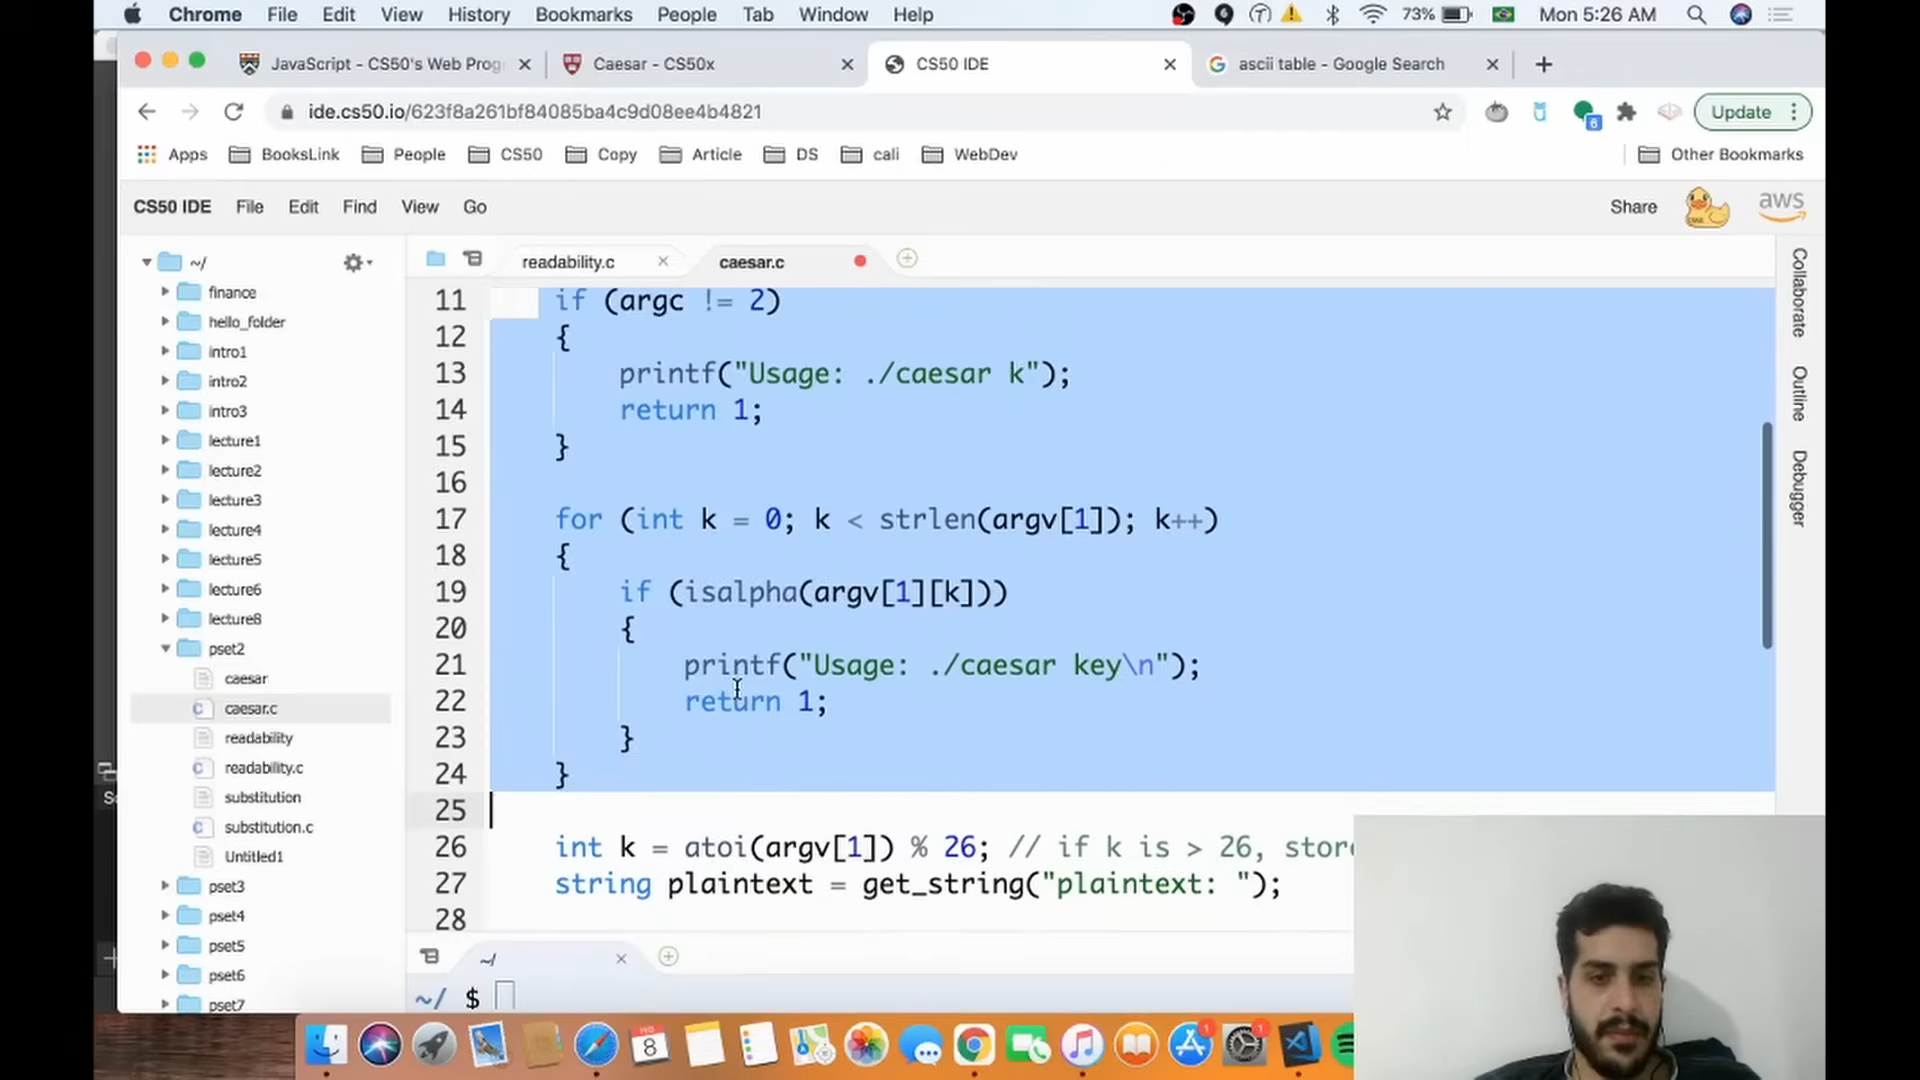 Chrome File Edit View History Bookmarks People Tab Window Help 73% Mon 5:26 AM
JavaScript - CS50's Web Prog Caesar - CS50x CS50 IDE ascii table - Google Search
ide.cs50.io/623f8a261bf84085ba4c9d08ee4b4821 6 Update
Apps BooksLink People CS50 Copy Article DS cali WebDev Other Bookmarks
CS50 IDE File Edit Find View Go Share aws
~/
finance
hello_folder
intro1
intro2
intro3
lecture1
lecture2
lecture3
lecture4
lecture5
lecture6
lecture8
pset2
caesar
caesar.c
readability
readability.c
substitution
substitution.c
Untitled1
pset3
pset4
pset5
pset6
pset7
readability.c caesar.c
11 if (argc != 2)
12 {
13 printf("Usage: ./caesar k");
14 return 1;
15 }
16
17 for (int k = 0; k < strlen(argv[1]); k++)
18 {
19 if (isalpha(argv[1][k]))
20 {
21 printf("Usage: ./caesar key\n");
22 return 1;
23 }
24 }
25
26 int k = atoi(argv[1]) % 26; // if k is > 26, stor
27 string plaintext = get_string("plaintext: ");
28
~/
~/ $
Collaborate
Outline
Debugger
8
1
1